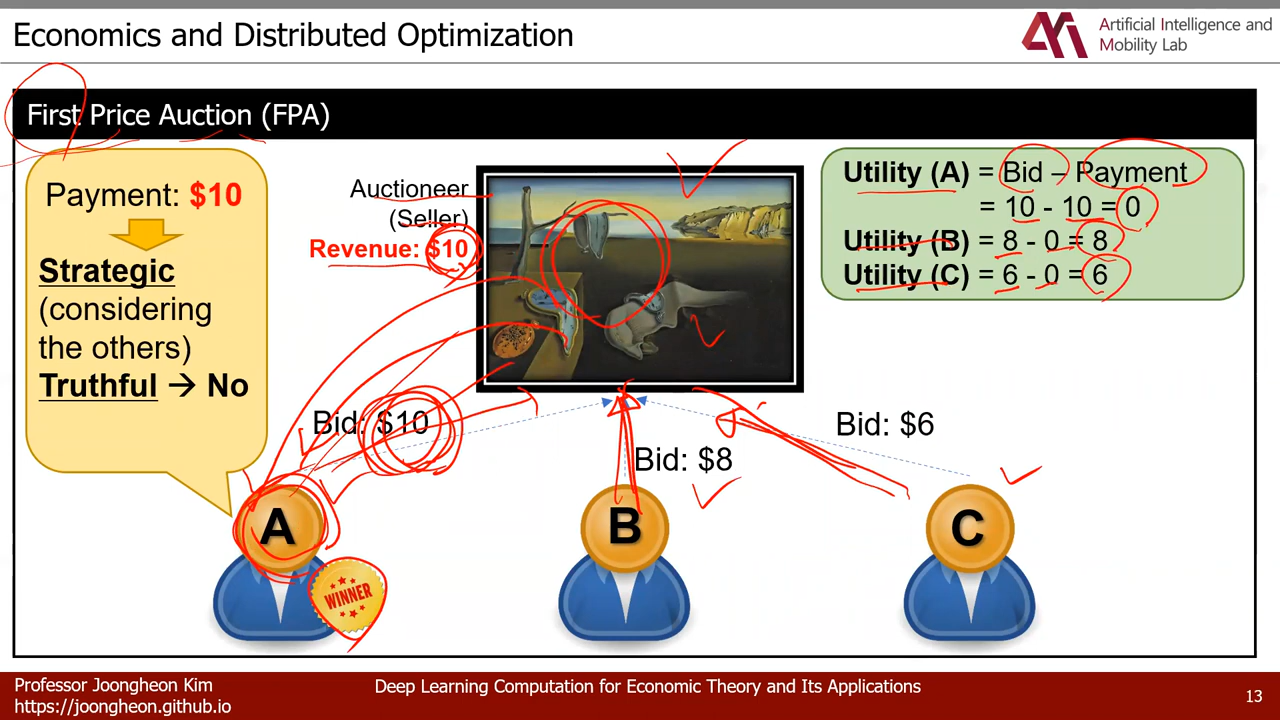 Economics and Distributed Optimization
Artificial Intelligence and
Mobility Lab
First Price Auction (FPA)
Payment: $10
Strategic
(considering
the others)
Truthful → No
Auctioneer
(Seller)
Revenue: $10
Utility (A) = Bid – Payment
= 10 - 10 = 0
Utility (B) = 8 - 0 = 8
Utility (C) = 6 - 0 = 6
Bid: $10
Bid: $8
Bid: $6
A
B
C
WINNER
Professor Joongheon Kim
https://joongheon.github.io
Deep Learning Computation for Economic Theory and Its Applications
13